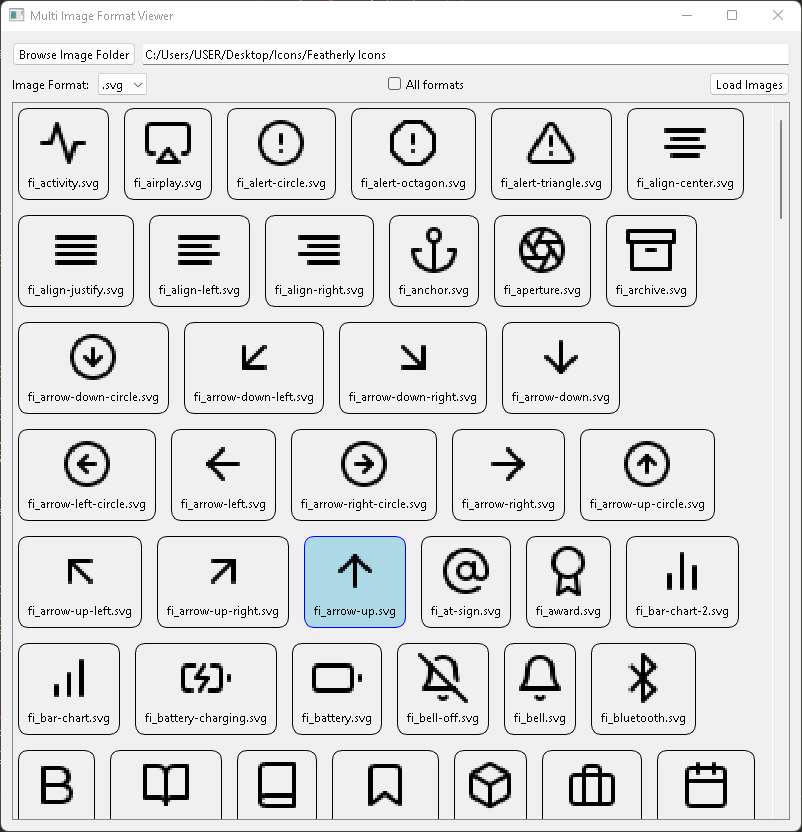 Multi Image Format Viewer
Browse Image Folder C:/Users/USER/Desktop/Icons/Featherly Icons
Image Format: .svg All formats Load Images
fi_activity.svg fi_airplay.svg fi_alert-circle.svg fi_alert-octagon.svg fi_alert-triangle.svg fi_align-center.svg
fi_align-justify.svg fi_align-left.svg fi_align-right.svg fi_anchor.svg fi_aperture.svg fi_archive.svg
fi_arrow-down-circle.svg fi_arrow-down-left.svg fi_arrow-down-right.svg fi_arrow-down.svg
fi_arrow-left-circle.svg fi_arrow-left.svg fi_arrow-right-circle.svg fi_arrow-right.svg fi_arrow-up-circle.svg
fi_arrow-up-left.svg fi_arrow-up-right.svg fi_arrow-up.svg fi_at-sign.svg fi_award.svg fi_bar-chart-2.svg
fi_bar-chart.svg fi_battery-charging.svg fi_battery.svg fi_bell-off.svg fi_bell.svg fi_bluetooth.svg